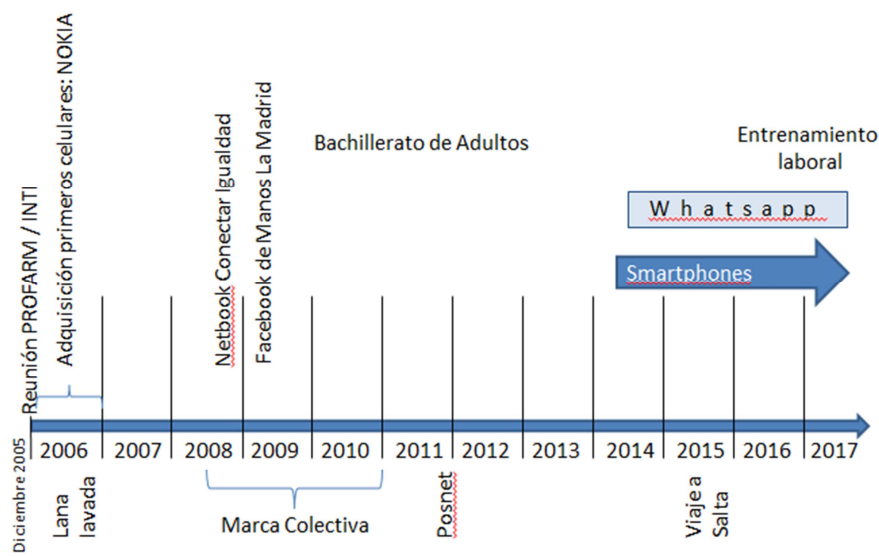 Reunión PROFARM / INTI
Adquisición primeros celulares: NOKIA
Netbook Conectar Igualdad
Facebook de Manos La Madrid
Bachillerato de Adultos
Entrenamiento
laboral
Whatsapp
Smartphones
Diciembre 2005
2006
2007
2008
2009
2010
2011
2012
2013
2014
2015
2016
2017
Lana
lavada
Marca Colectiva
Posnet
Viaje a
Salta